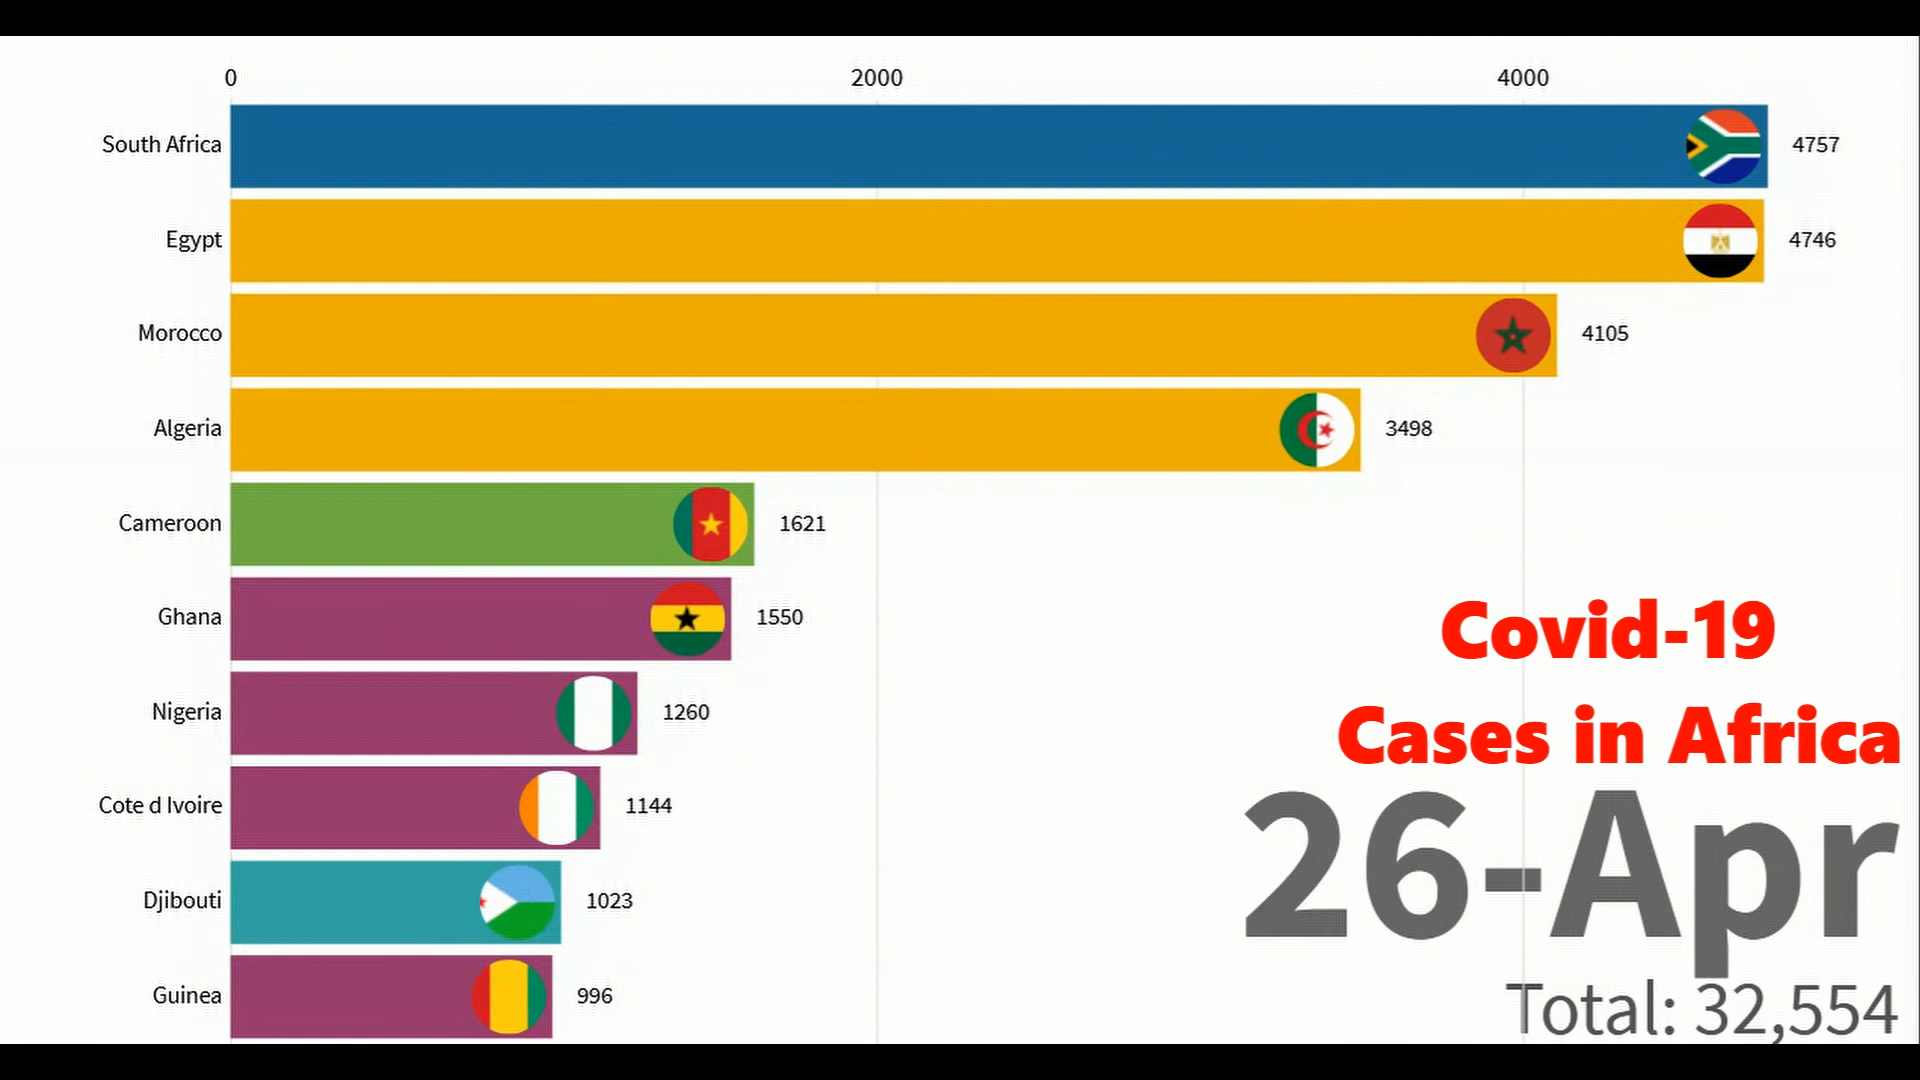 0 2000 4000
South Africa 4757
Egypt 4746
Morocco 4105
Algeria 3498
Cameroon 1621
Ghana 1550
Nigeria 1260
Cote d Ivoire 1144
Djibouti 1023
Guinea 996
Covid-19
Cases in Africa
26-Apr
Total: 32,554